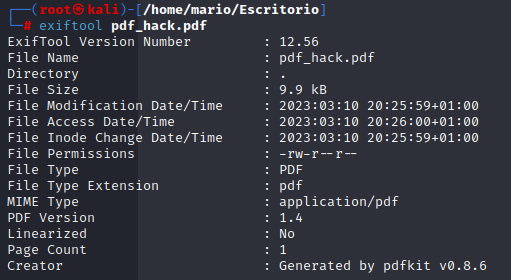 ┌──(root㉿kali)-[/home/mario/Escritorio]
└─# exiftool pdf_hack.pdf
ExifTool Version Number : 12.56
File Name : pdf_hack.pdf
Directory : .
File Size : 9.9 kB
File Modification Date/Time : 2023:03:10 20:25:59+01:00
File Access Date/Time : 2023:03:10 20:26:00+01:00
File Inode Change Date/Time : 2023:03:10 20:25:59+01:00
File Permissions : -rw-r--r--
File Type : PDF
File Type Extension : pdf
MIME Type : application/pdf
PDF Version : 1.4
Linearized : No
Page Count : 1
Creator : Generated by pdfkit v0.8.6